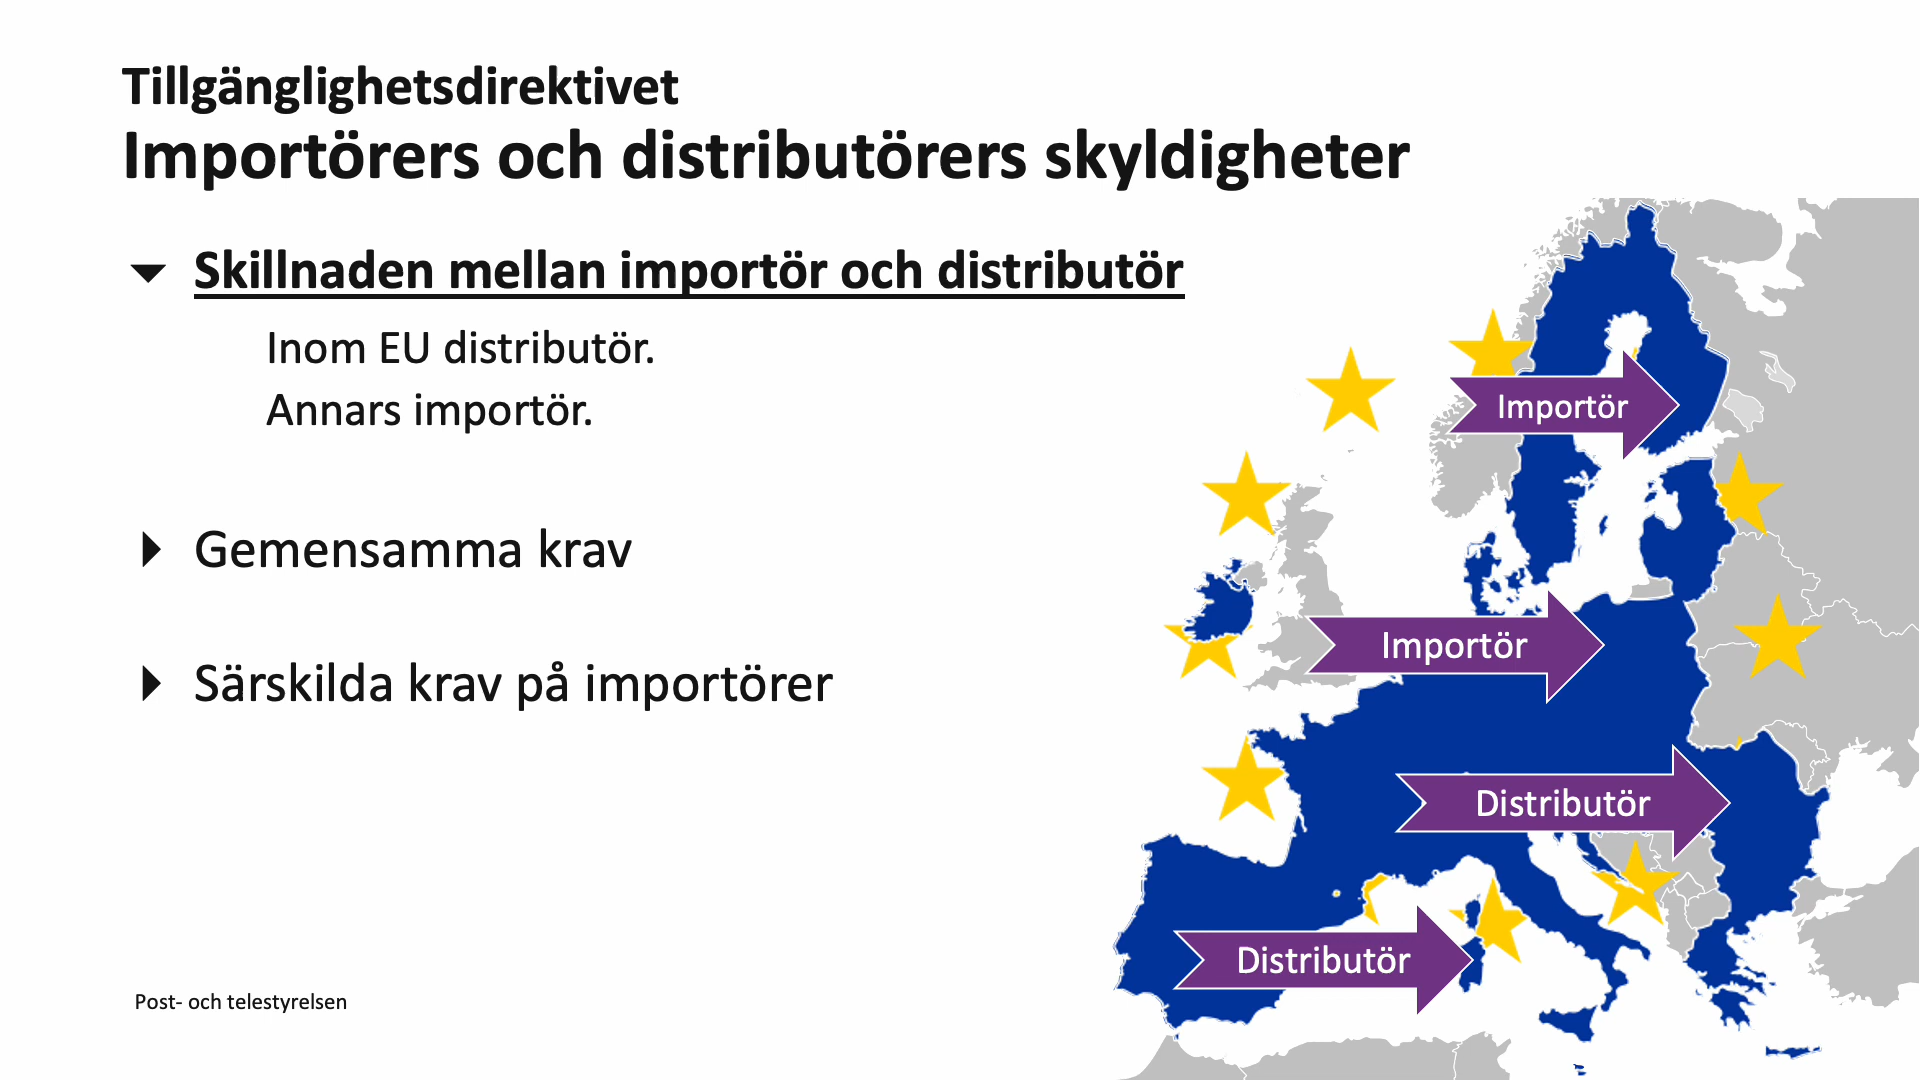 Tillgänglighetsdirektivet
Importörers och distributörers skyldigheter
Skillnaden mellan importör och distributör
Inom EU distributör.
Annars importör.
Gemensamma krav
Särskilda krav på importörer
Importör
Importör
Distributör
Distributör
Post- och telestyrelsen